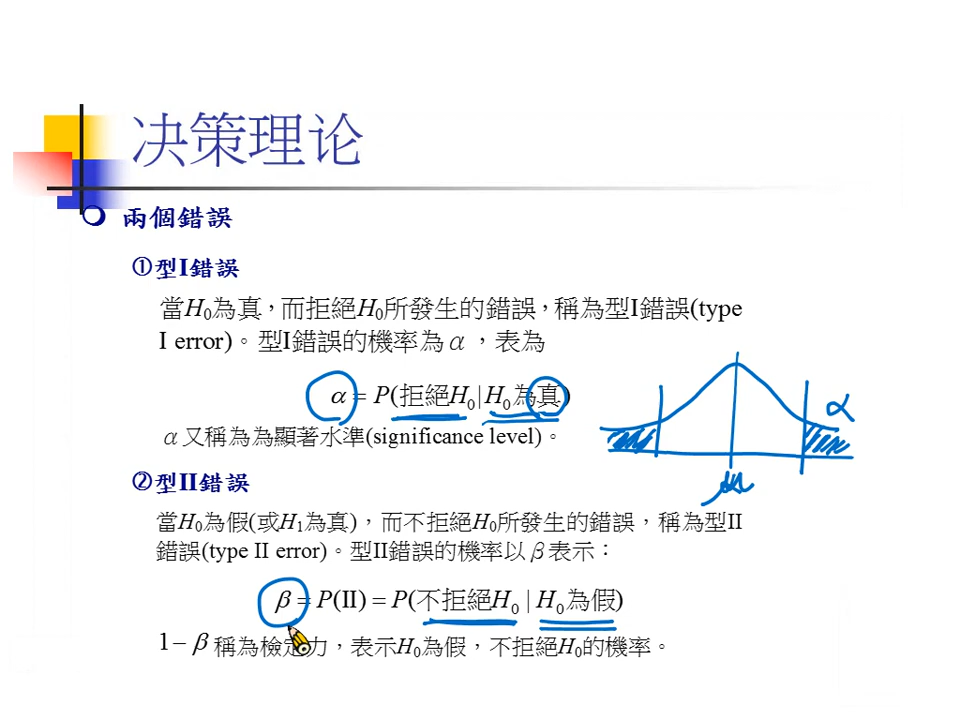 决策理论
兩個錯誤
①型I錯誤
當H₀為真，而拒絕H₀所發生的錯誤，稱為型I錯誤(type
I error)。型I錯誤的機率為α，表為
α = P(拒絕H₀|H₀為真)
α
α又稱為為顯著水準(significance level)。
②型II錯誤
μ
當H₀為假(或H₁為真)，而不拒絕H₀所發生的錯誤，稱為型II
錯誤(type II error)。型II錯誤的機率以β表示：
β = P(II) = P(不拒絕H₀ | H₀為假)
1－β 稱為檢定力，表示H₀為假，不拒絕H₀的機率。